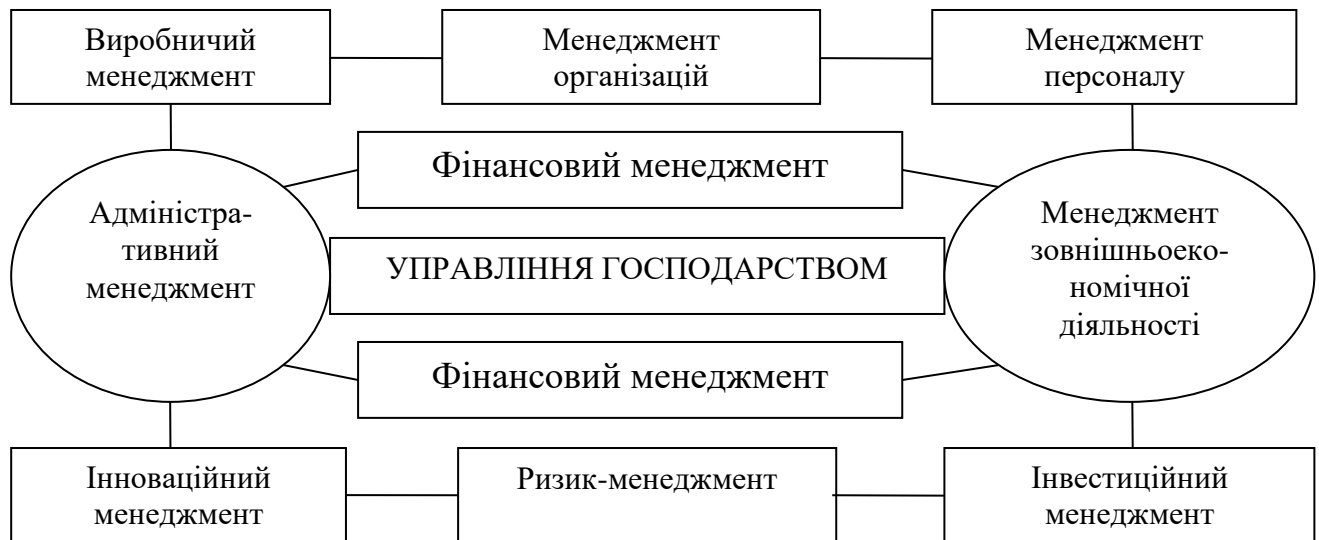 Виробничий
менеджмент
Менеджмент
організацій
Менеджмент
персоналу
Фінансовий менеджмент
Адміністра-
тивний
менеджмент
УПРАВЛІННЯ ГОСПОДАРСТВОМ
Менеджмент
зовнішньоеко-
номічної
діяльності
Фінансовий менеджмент
Інноваційний
менеджмент
Ризик-менеджмент
Інвестиційний
менеджмент